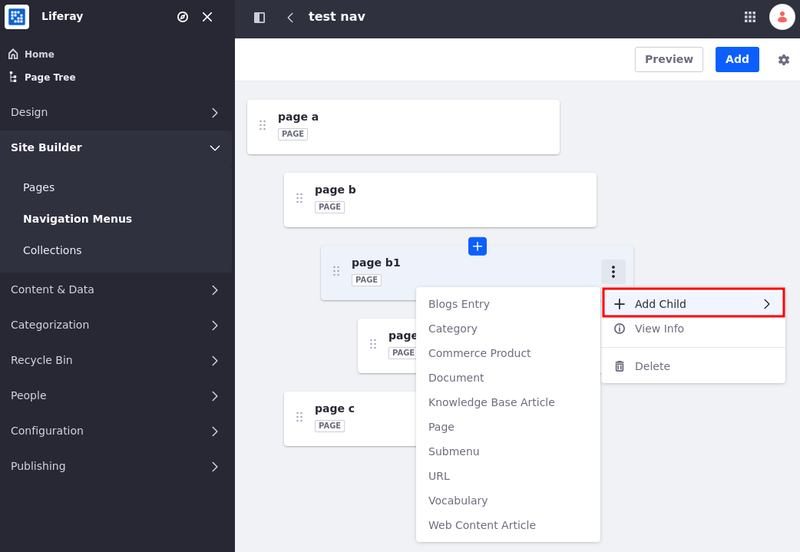 Liferay
test nav
Home
Page Tree
Preview
Add
Design
Site Builder
Pages
Navigation Menus
Collections
Content & Data
Categorization
Recycle Bin
People
Configuration
Publishing
page a
PAGE
page b
PAGE
page b1
PAGE
page
PAGE
page c
PAGE
Add Child
View Info
Delete
Blogs Entry
Category
Commerce Product
Document
Knowledge Base Article
Page
Submenu
URL
Vocabulary
Web Content Article